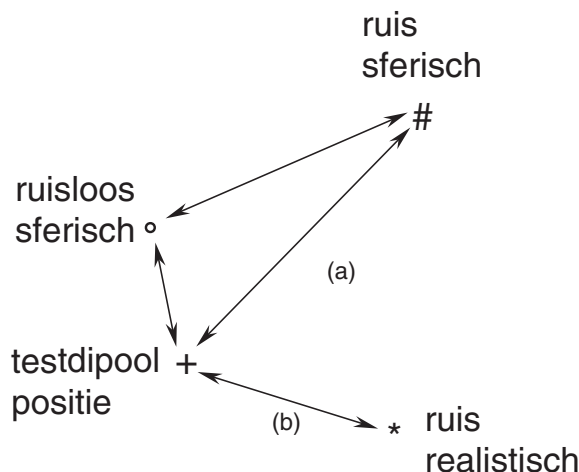 ruis
sferisch
#
ruisloos
sferisch
(a)
testdipool +
positie
(b)
* ruis
realistisch